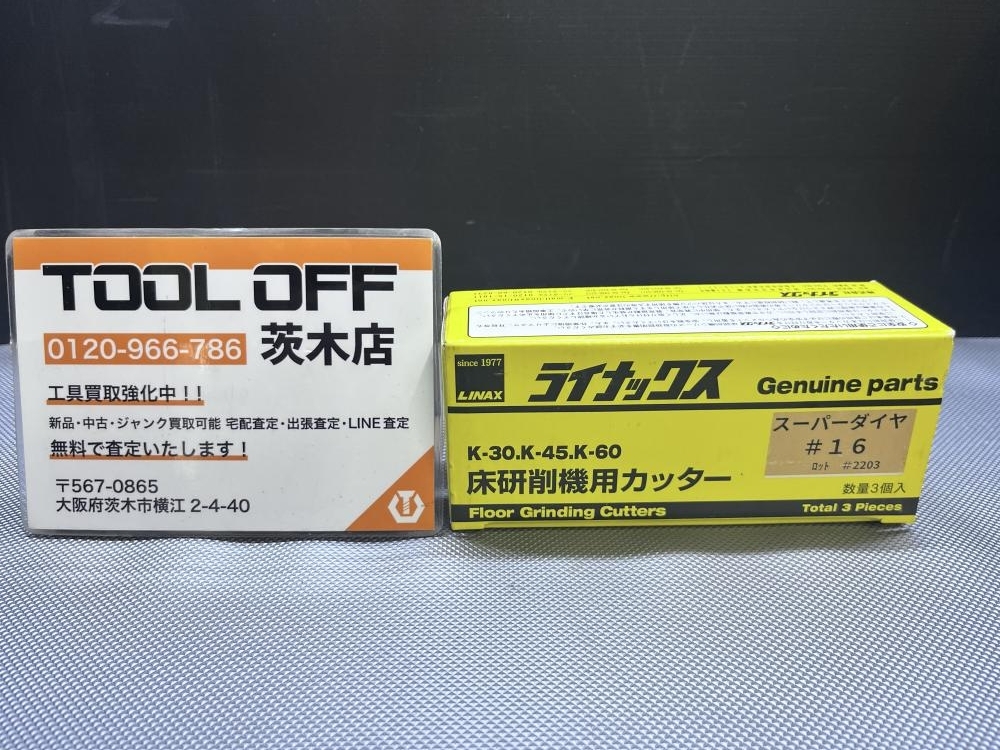 TOOL OFF
0120-966-786 茨木店
工具買取強化中！！
新品・中古・ジャンク買取可能 宅配査定・出張査定・LINE査定
無料で査定いたします！
〒567-0865
大阪府茨木市横江 2-4-40
since 1977
LINAX
ライナックス
Genuine parts
スーパーダイヤ
＃１６
ﾛｯﾄ ＃2203
K-30.K-45.K-60
床研削機用カッター
数量3個入
Floor Grinding Cutters
Total 3 Pieces